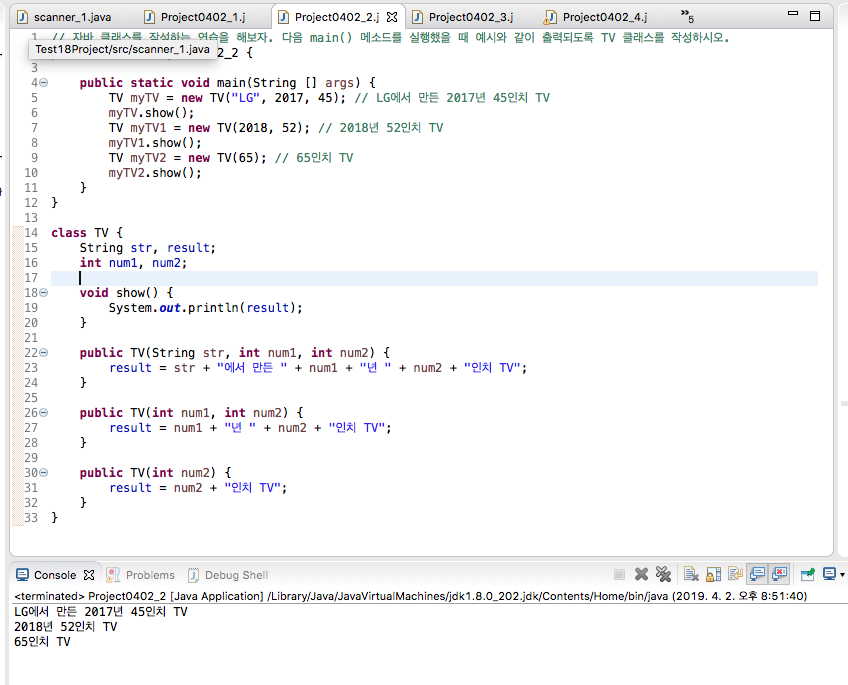 scanner_1.java Project0402_1.j Project0402_2.j Project0402_3.j Project0402_4.j »5
1 // 자바 클래스를 작성하는 연습을 해보자. 다음 main() 메소드를 실행했을 때 예시와 같이 출력되도록 TV 클래스를 작성하시오.
Test18Project/src/scanner_1.java 2_2 {
3
4 public static void main(String [] args) {
5 TV myTV = new TV("LG", 2017, 45); // LG에서 만든 2017년 45인치 TV
6 myTV.show();
7 TV myTV1 = new TV(2018, 52); // 2018년 52인치 TV
8 myTV1.show();
9 TV myTV2 = new TV(65); // 65인치 TV
10 myTV2.show();
11 }
12 }
13
14 class TV {
15 String str, result;
16 int num1, num2;
17
18 void show() {
19 System.out.println(result);
20 }
21
22 public TV(String str, int num1, int num2) {
23 result = str + "에서 만든 " + num1 + "년 " + num2 + "인치 TV";
24 }
25
26 public TV(int num1, int num2) {
27 result = num1 + "년 " + num2 + "인치 TV";
28 }
29
30 public TV(int num2) {
31 result = num2 + "인치 TV";
32 }
33 }
Console Problems Debug Shell
<terminated> Project0402_2 [Java Application] /Library/Java/JavaVirtualMachines/jdk1.8.0_202.jdk/Contents/Home/bin/java (2019. 4. 2. 오후 8:51:40)
LG에서 만든 2017년 45인치 TV
2018년 52인치 TV
65인치 TV